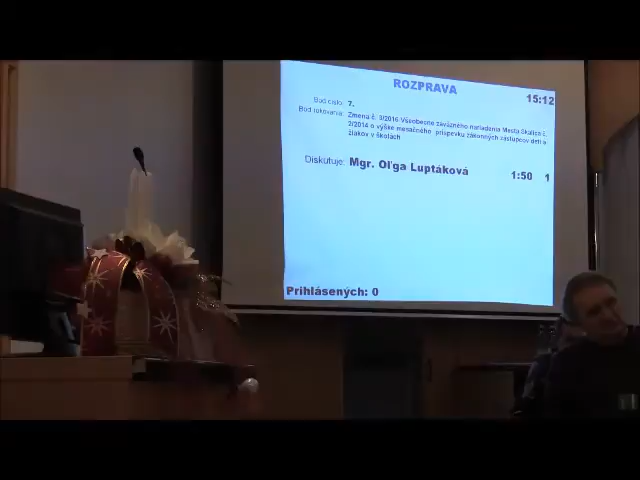 ROZPRAVA
15:12
Bod číslo: 7.
Bod rokovania: Zmena č. 3/2016 Všeobecne záväzného nariadenia Mesta Skalica č.
2/2014 o výške mesačného príspevku zákonných zástupcov detí a
žiakov v školách
Diskutuje: Mgr. Oľga Luptáková 1:50 1
Prihlásených: 0